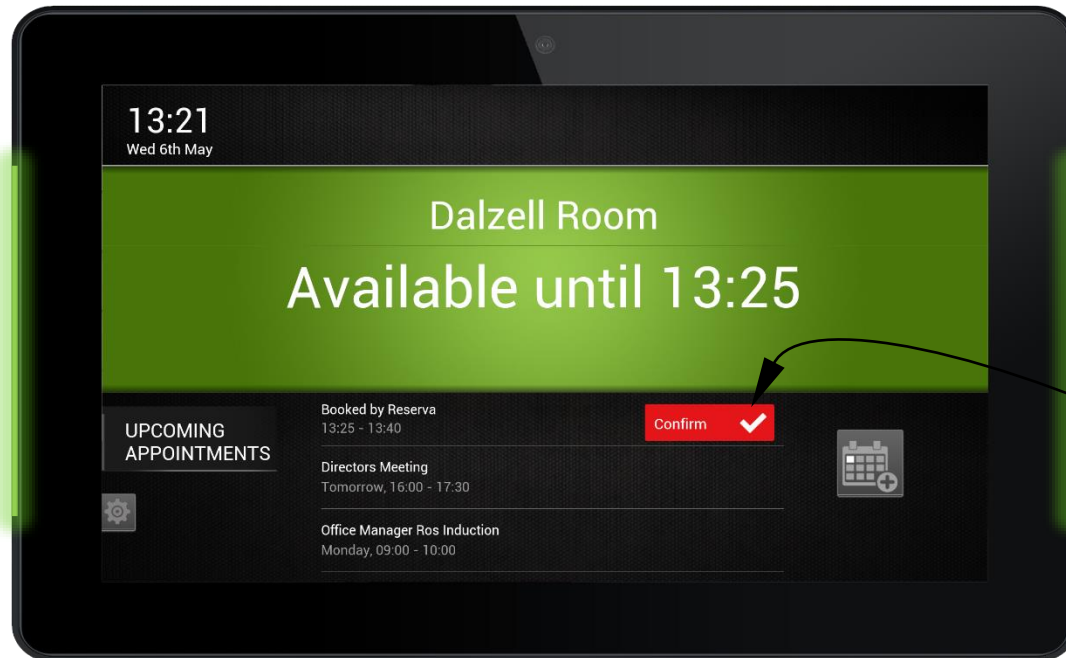 13:21
Wed 6th May
Dalzell Room
Available until 13:25
UPCOMING
APPOINTMENTS
Booked by Reserva
13:25 - 13:40
Confirm
Directors Meeting
Tomorrow, 16:00 - 17:30
Office Manager Ros Induction
Monday, 09:00 - 10:00